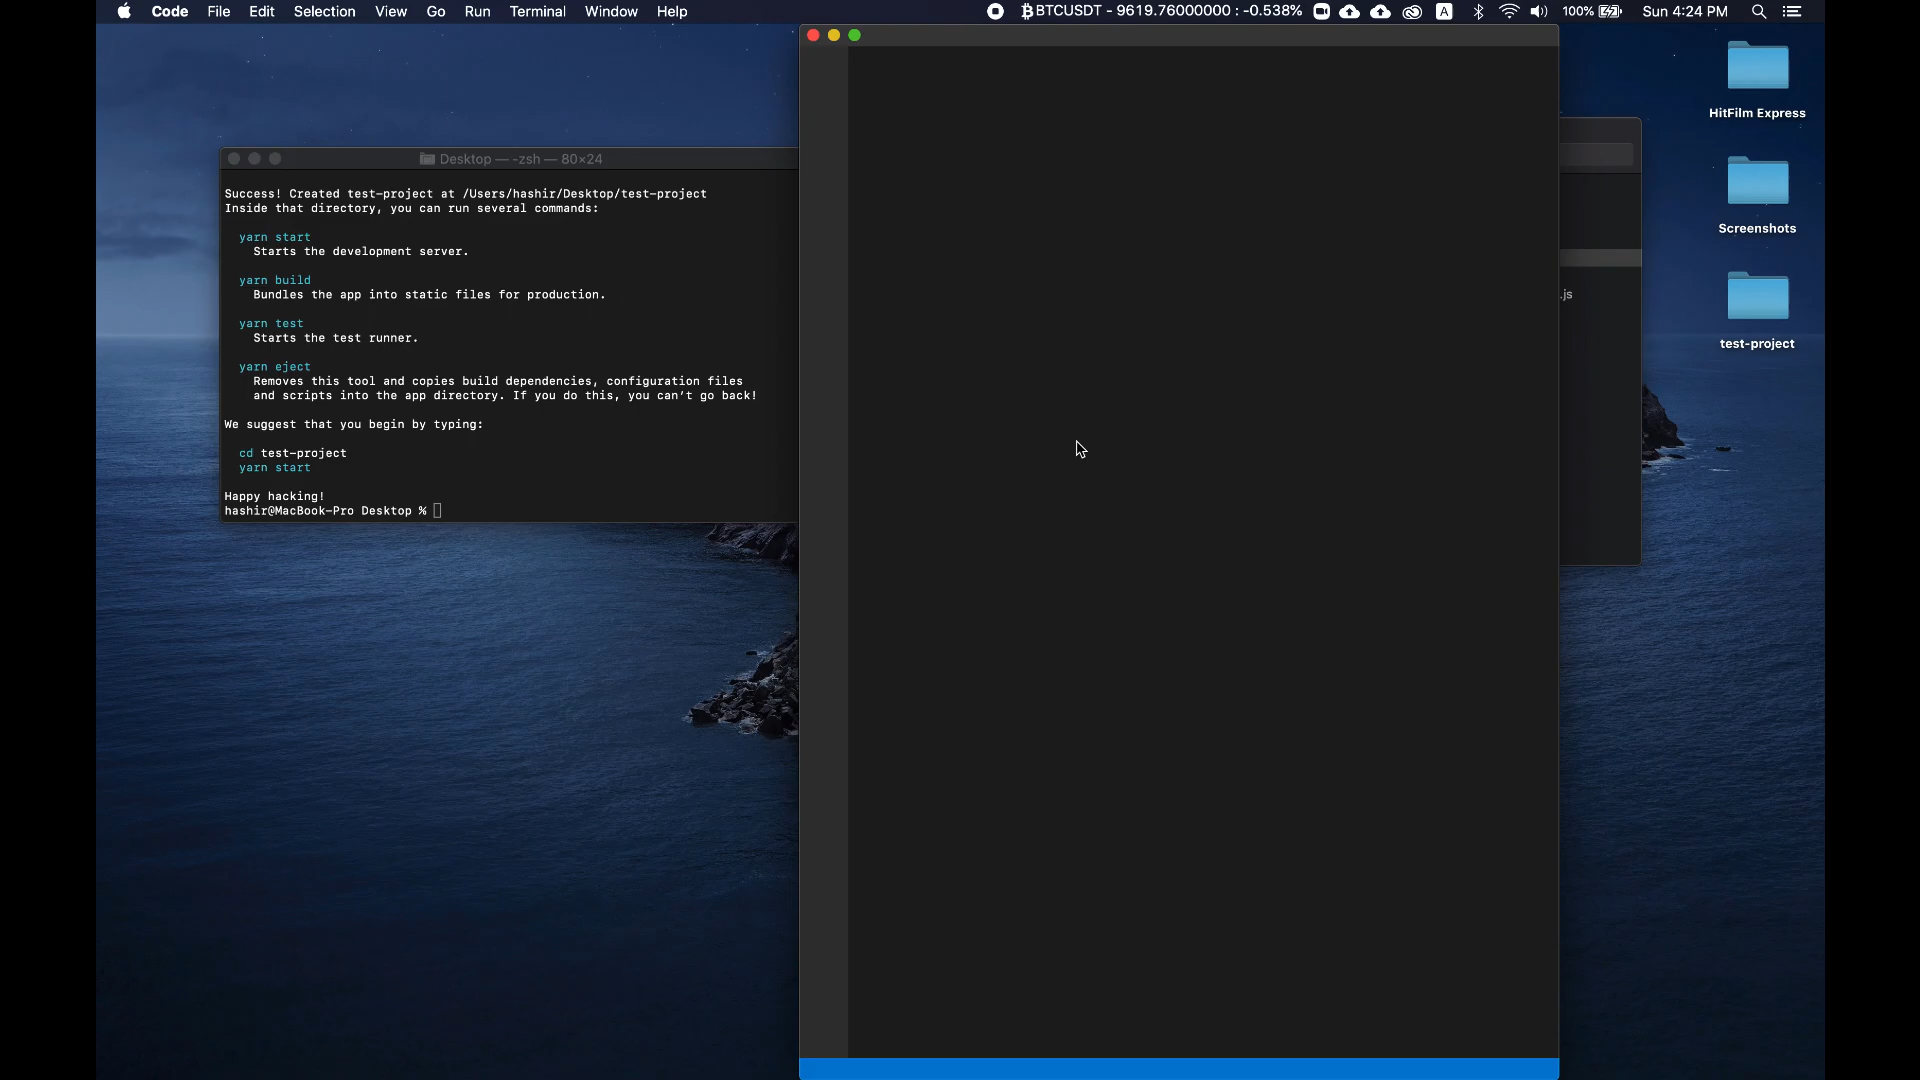 Code File Edit Selection View Go Run Terminal Window Help
BTCUSDT - 9619.76000000 : -0.538% A 100% Sun 4:24 PM
HitFilm Express
Screenshots
test-project
Desktop — -zsh — 80×24
Success! Created test-project at /Users/hashir/Desktop/test-project
Inside that directory, you can run several commands:
yarn start
Starts the development server.
yarn build
Bundles the app into static files for production.
yarn test
Starts the test runner.
yarn eject
Removes this tool and copies build dependencies, configuration files
and scripts into the app directory. If you do this, you can't go back!
We suggest that you begin by typing:
cd test-project
yarn start
Happy hacking!
hashir@MacBook-Pro Desktop %
.js